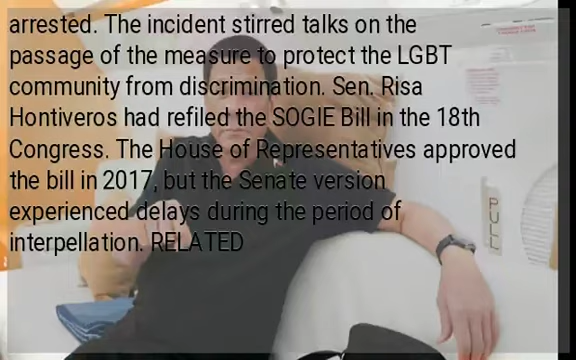 arrested. The incident stirred talks on the
passage of the measure to protect the LGBT
community from discrimination. Sen. Risa
Hontiveros had refiled the SOGIE Bill in the 18th
Congress. The House of Representatives approved
the bill in 2017, but the Senate version
experienced delays during the period of
interpellation. RELATED
PULL